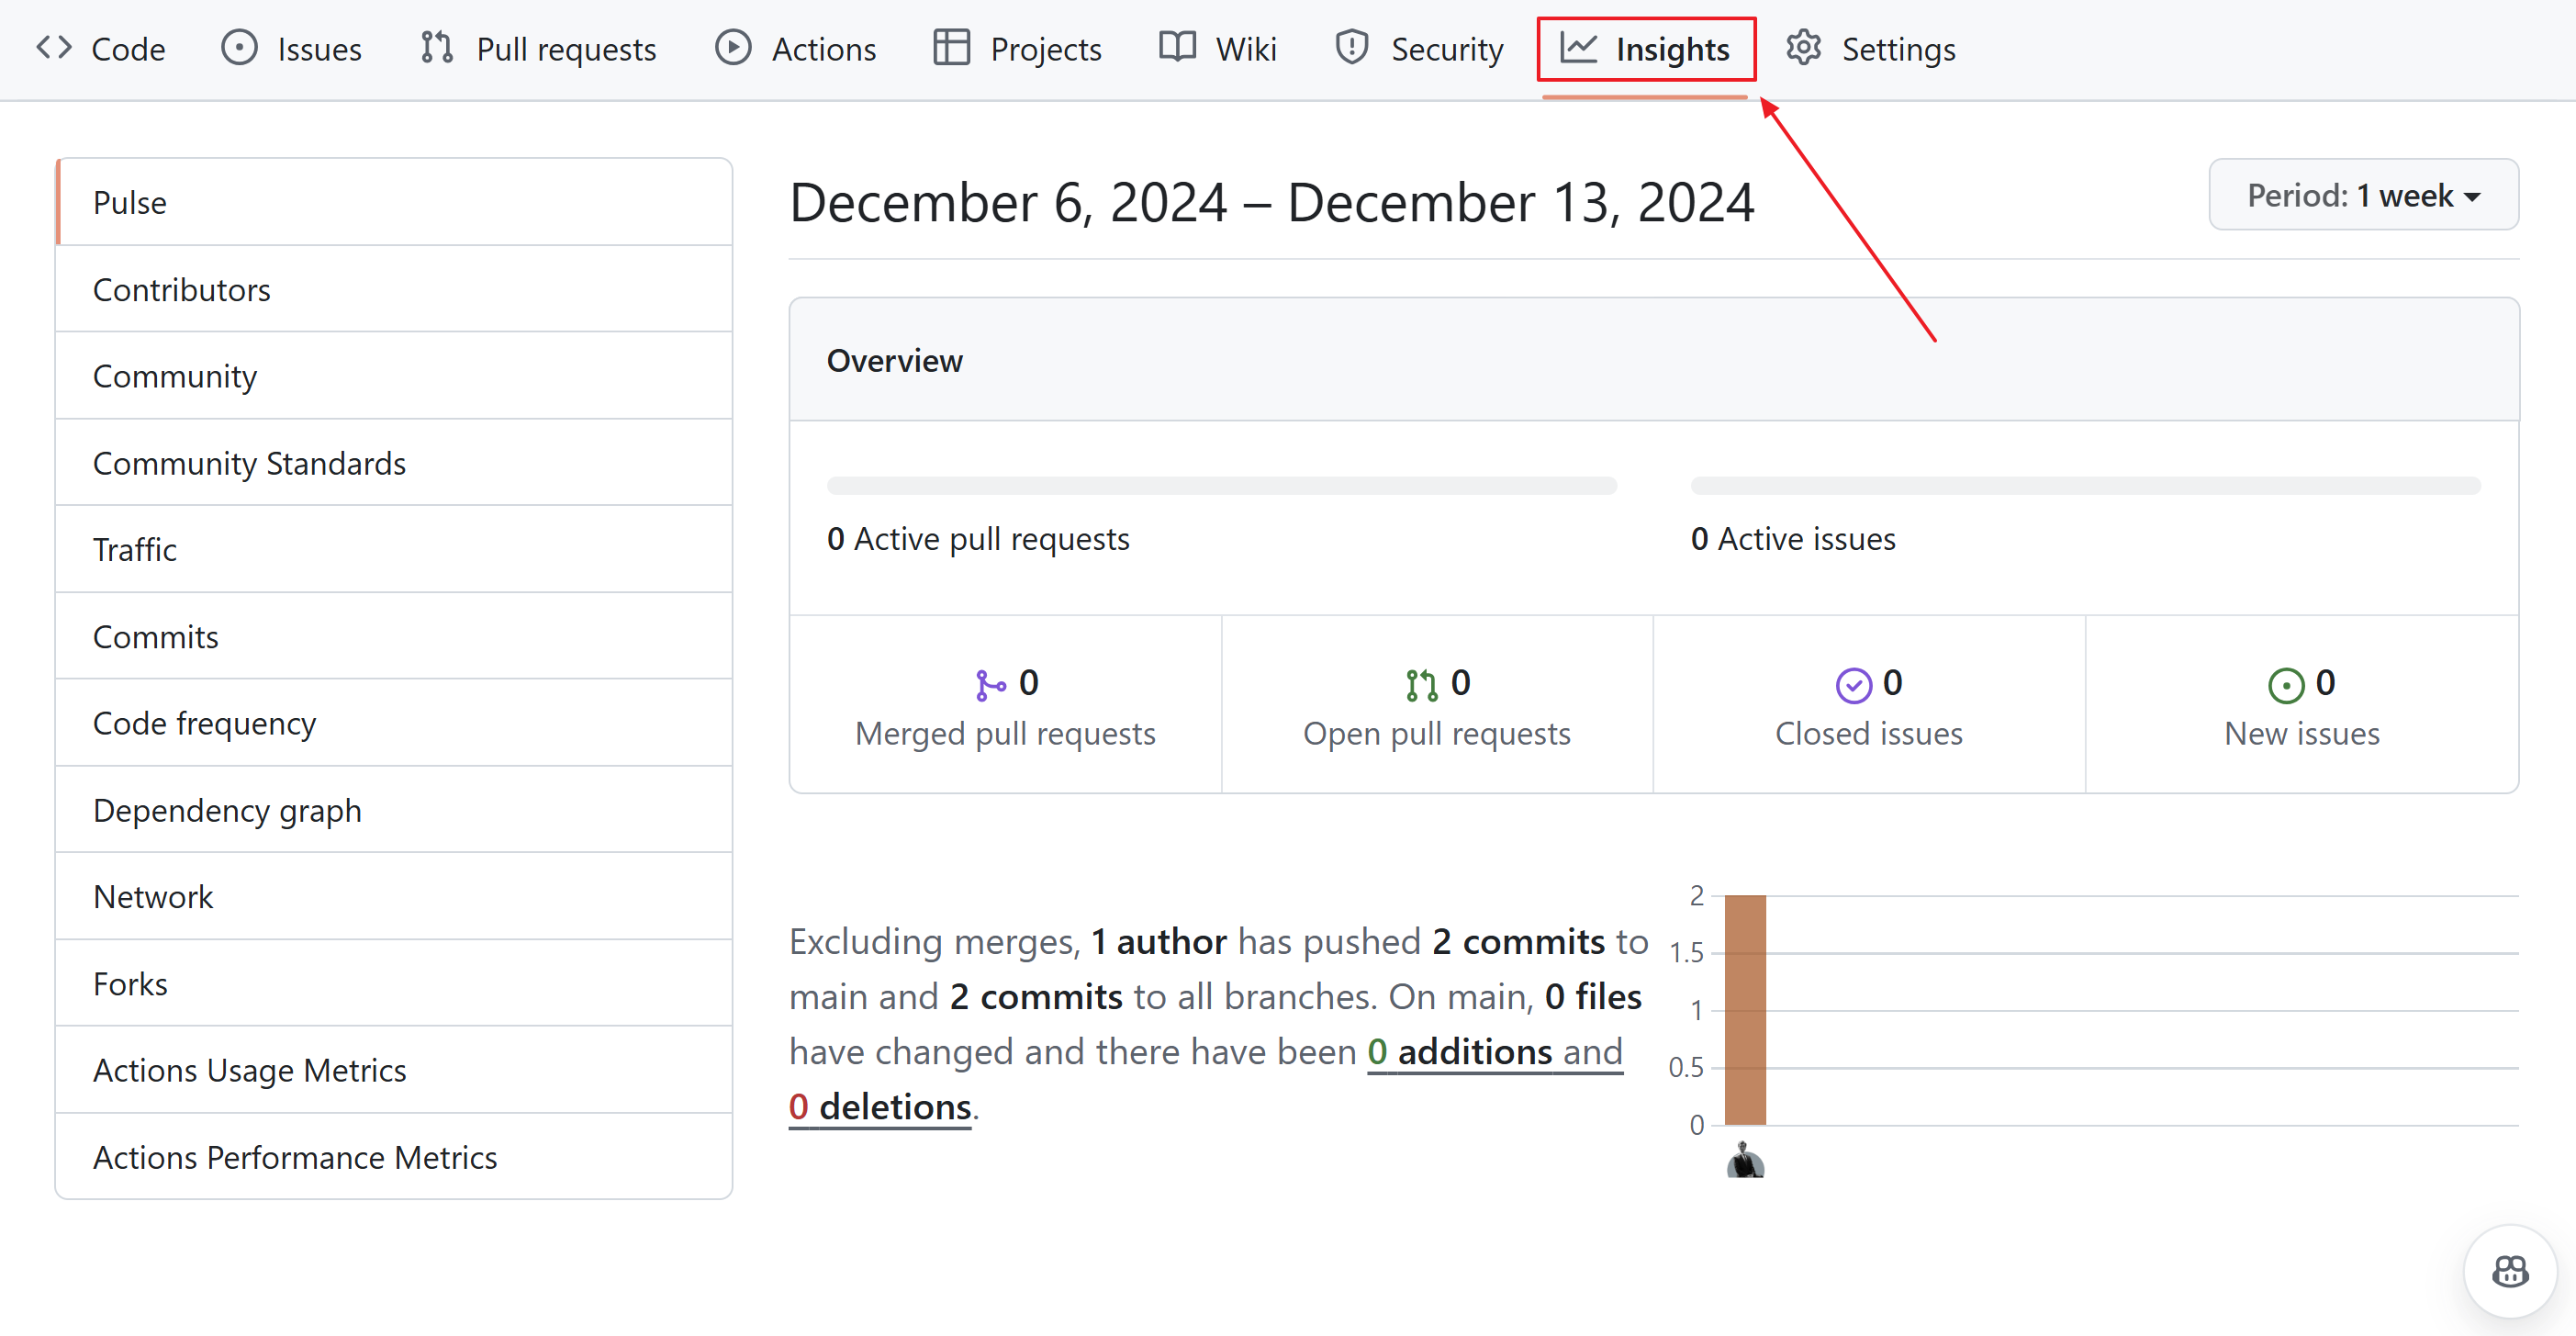 Code Issues Pull requests Actions Projects Wiki Security Insights Settings
Pulse
Contributors
Community
Community Standards
Traffic
Commits
Code frequency
Dependency graph
Network
Forks
Actions Usage Metrics
Actions Performance Metrics
December 6, 2024 – December 13, 2024
Period: 1 week
Overview
0 Active pull requests
0 Active issues
0
Merged pull requests
0
Open pull requests
0
Closed issues
0
New issues
Excluding merges, 1 author has pushed 2 commits to
main and 2 commits to all branches. On main, 0 files
have changed and there have been 0 additions and
0 deletions.
2
1.5
1
0.5
0